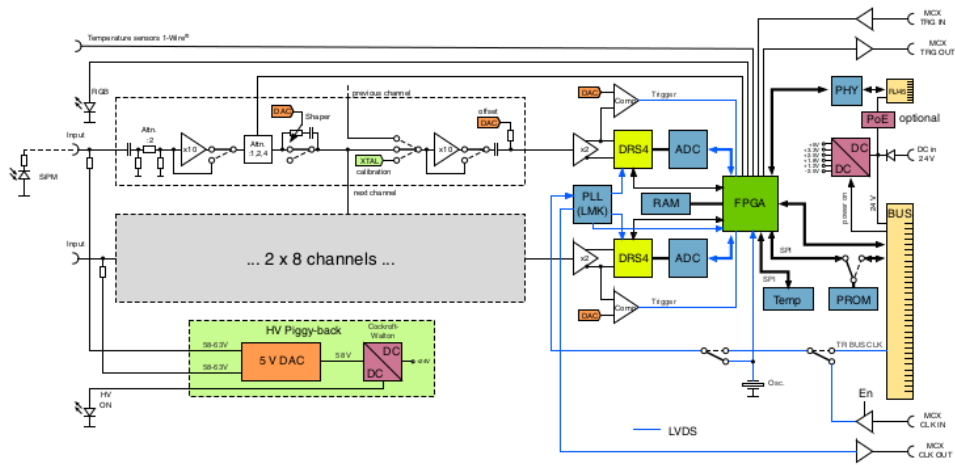 MCX
TRG IN
Temperature sensors 1-Wire®
MCX
TRG OUT
RGB
previous channel
DAC
Shaper
offset
DAC
DAC
Comp
Trigger
PHY
RJ45
PoE
optional
Input
Attn.
:2
x10
Attn.
:1,2,4
XTAL
calibration
x10
x2
DRS4
ADC
DC
DC
DC in
24V
SiPM
next channel
PLL
(LMK)
RAM
FPGA
power on
24 V
BUS
Input
... 2 x 8 channels ...
x2
DRS4
ADC
SPI
SPI
Temp
PROM
DAC
Comp
Trigger
HV Piggy-back
Cockroft-
Walton
58-63V
5 V DAC
58V
DC
DC
58-63V
HV
ON
TR BUS CLK
Osc.
En
MCX
CLK IN
LVDS
MCX
CLK OUT